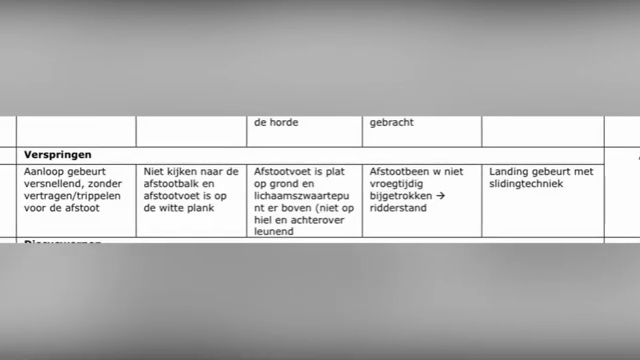 de horde
gebracht
Verspringen
Aanloop gebeurt
versnellend, zonder
vertragen/trippelen
voor de afstoot
Niet kijken naar de
afstootbalk en
afstootvoet is op
de witte plank
Afstootvoet is plat
op grond en
lichaamszwaartepu
nt er boven (niet op
hiel en achterover
leunend
Afstootbeen w niet
vroegtijdig
bijgetrokken →
ridderstand
Landing gebeurt met
slidingtechniek